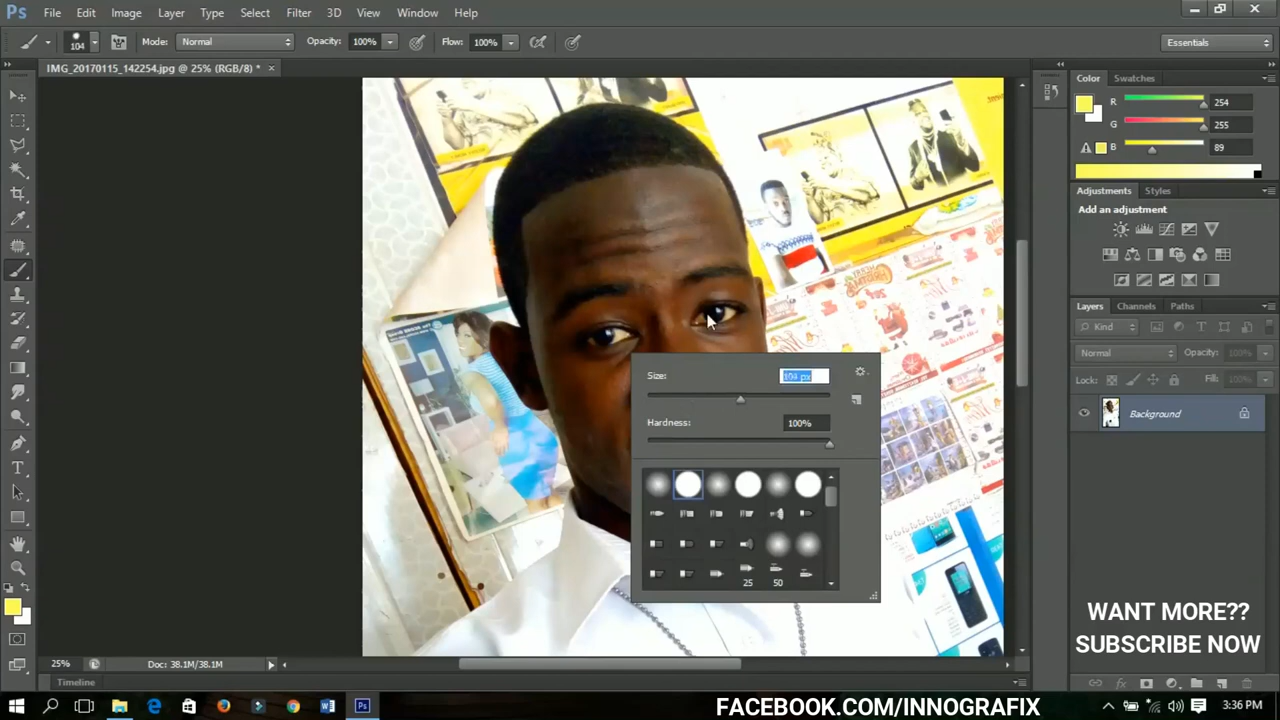 Ps File Edit Image Layer Type Select Filter 3D View Window Help
104 Mode: Normal Opacity: 100% Flow: 100% Essentials
IMG_20170115_142254.jpg @ 25% (RGB/8) *
Color Swatches
R 254
G 255
B 89
Adjustments Styles
Add an adjustment
Layers Channels Paths
Kind
Normal Opacity:
Lock: Fill:
Background
Size:
Hardness: 100%
25 50
WANT MORE??
SUBSCRIBE NOW
25% Doc: 38.1M/38.1M
Timeline
FACEBOOK.COM/INNOGRAFIX
3:36 PM